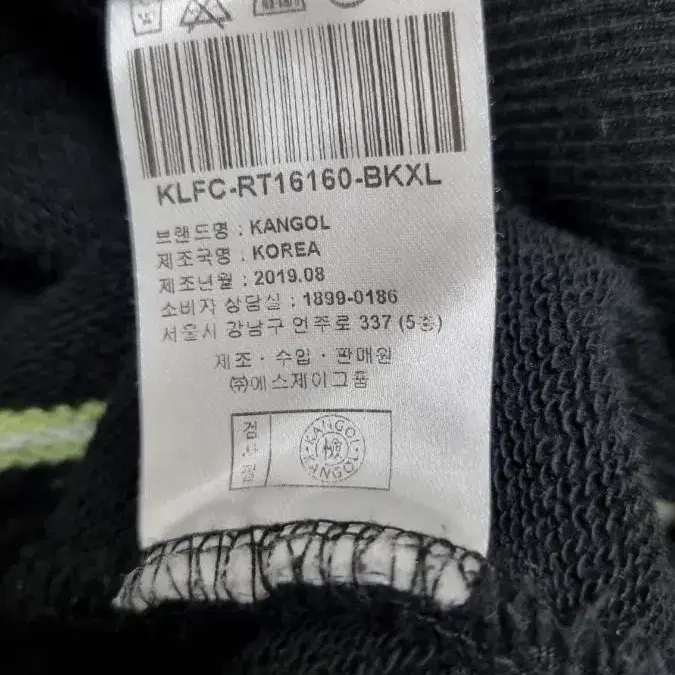 KLFC-RT16160-BKXL
브랜드명 : KANGOL
제조국명 : KOREA
제조년월 : 2019.08
소비자 상담실 : 1899-0186
서울시 강남구 언주로 337 (5층)
제조 · 수입 · 판매원
㈜에스제이그룹
검사필
KANGOL
KANGOL